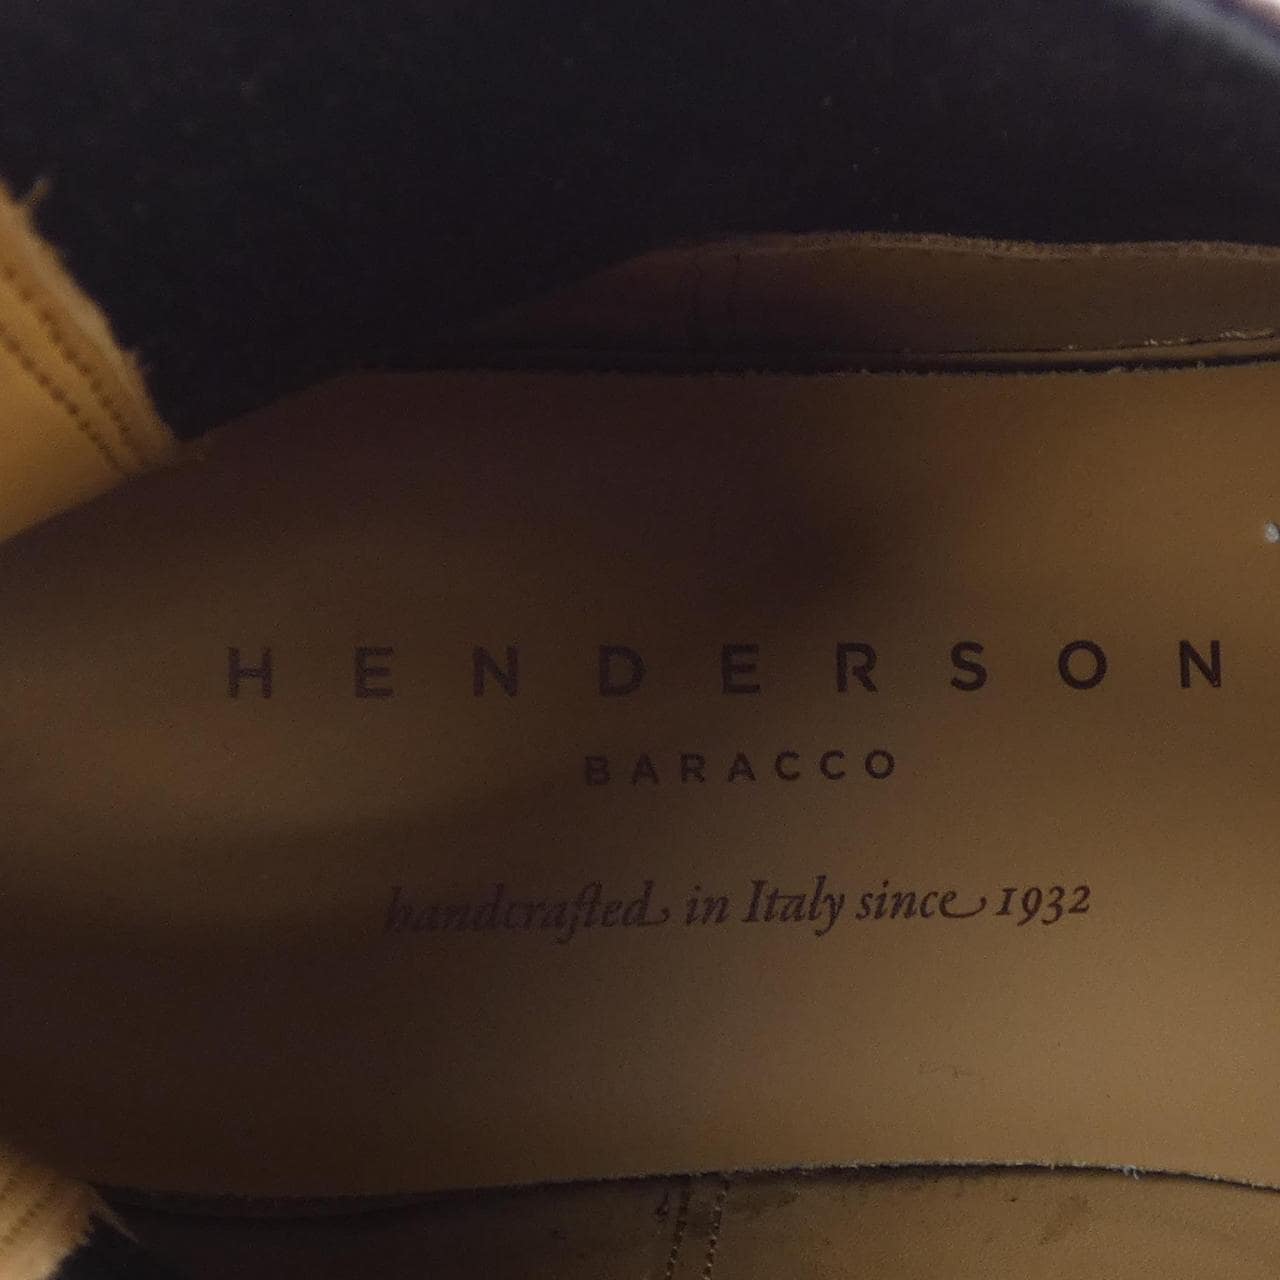 HENDERSON
BARACCO
handcrafted in Italy since 1932